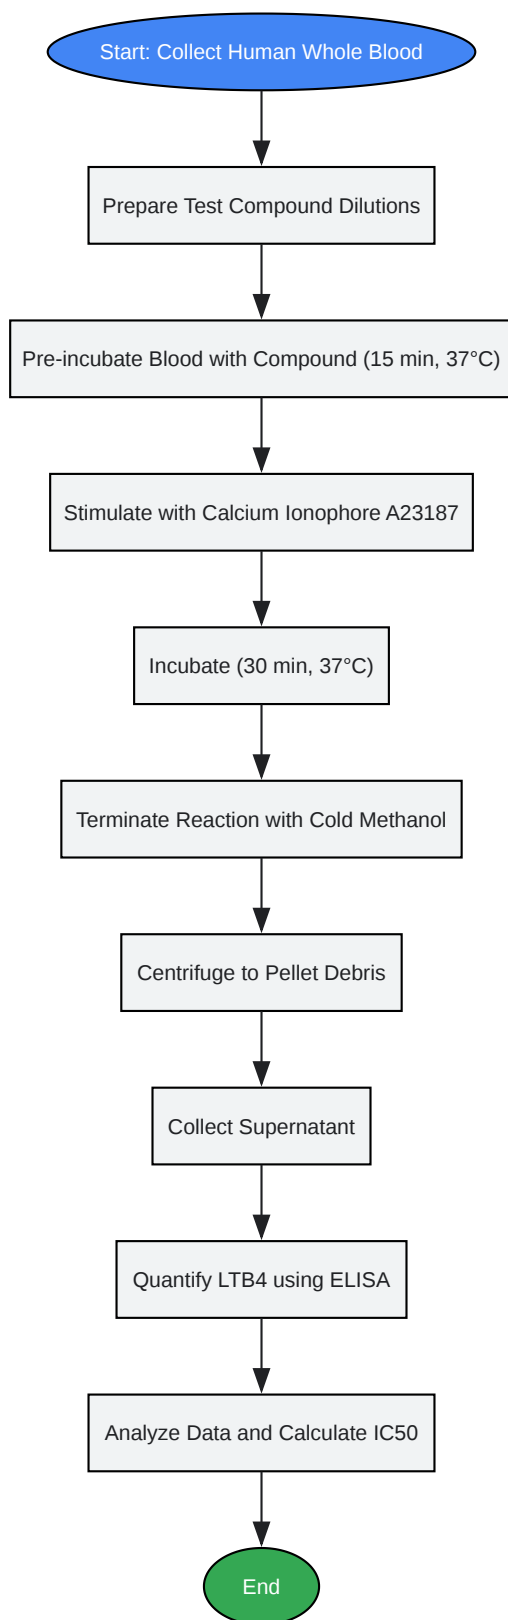 Start: Collect Human Whole Blood
Prepare Test Compound Dilutions
Pre-incubate Blood with Compound (15 min, 37°C)
Stimulate with Calcium Ionophore A23187
Incubate (30 min, 37°C)
Terminate Reaction with Cold Methanol
Centrifuge to Pellet Debris
Collect Supernatant
Quantify LTB4 using ELISA
Analyze Data and Calculate IC50
End